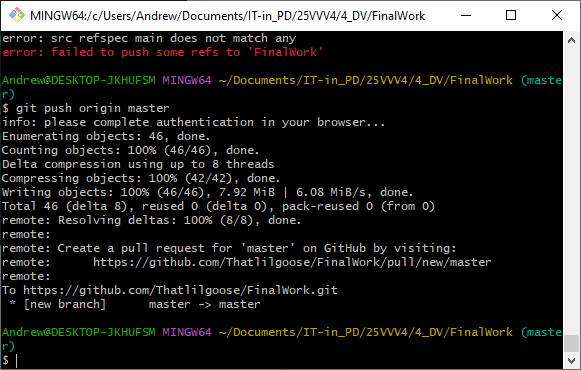 MINGW64:/c/Users/Andrew/Documents/IT-in_PD/25VVV4/4_DV/FinalWork
error: src refspec main does not match any
error: failed to push some refs to 'FinalWork'
Andrew@DESKTOP-JKHUFSM MINGW64 ~/Documents/IT-in_PD/25VVV4/4_DV/FinalWork (maste
r)
$ git push origin master
info: please complete authentication in your browser...
Enumerating objects: 46, done.
Counting objects: 100% (46/46), done.
Delta compression using up to 8 threads
Compressing objects: 100% (42/42), done.
Writing objects: 100% (46/46), 7.92 MiB | 6.08 MiB/s, done.
Total 46 (delta 8), reused 0 (delta 0), pack-reused 0 (from 0)
remote: Resolving deltas: 100% (8/8), done.
remote:
remote: Create a pull request for 'master' on GitHub by visiting:
remote:      https://github.com/Thatlilgoose/FinalWork/pull/new/master
remote:
To https://github.com/Thatlilgoose/FinalWork.git
 * [new branch]      master -> master
Andrew@DESKTOP-JKHUFSM MINGW64 ~/Documents/IT-in_PD/25VVV4/4_DV/FinalWork (maste
r)
$